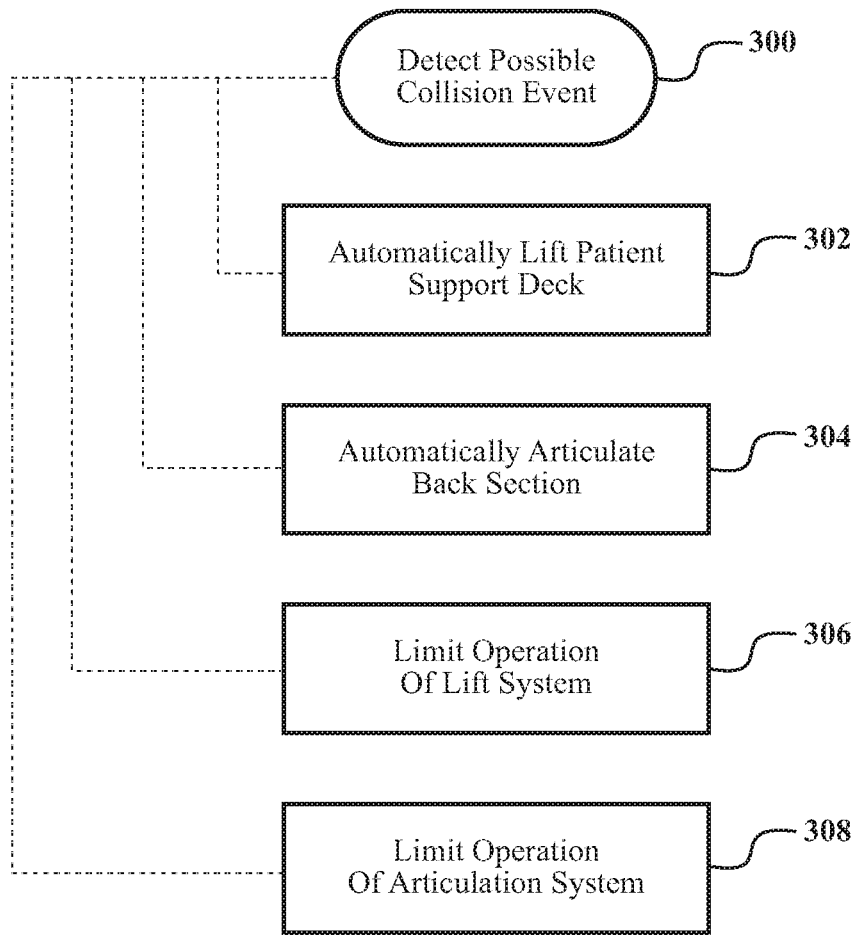 Detect Possible
Collision Event
300
Automatically Lift Patient
Support Deck
302
Automatically Articulate
Back Section
304
Limit Operation
Of Lift System
306
Limit Operation
Of Articulation System
308